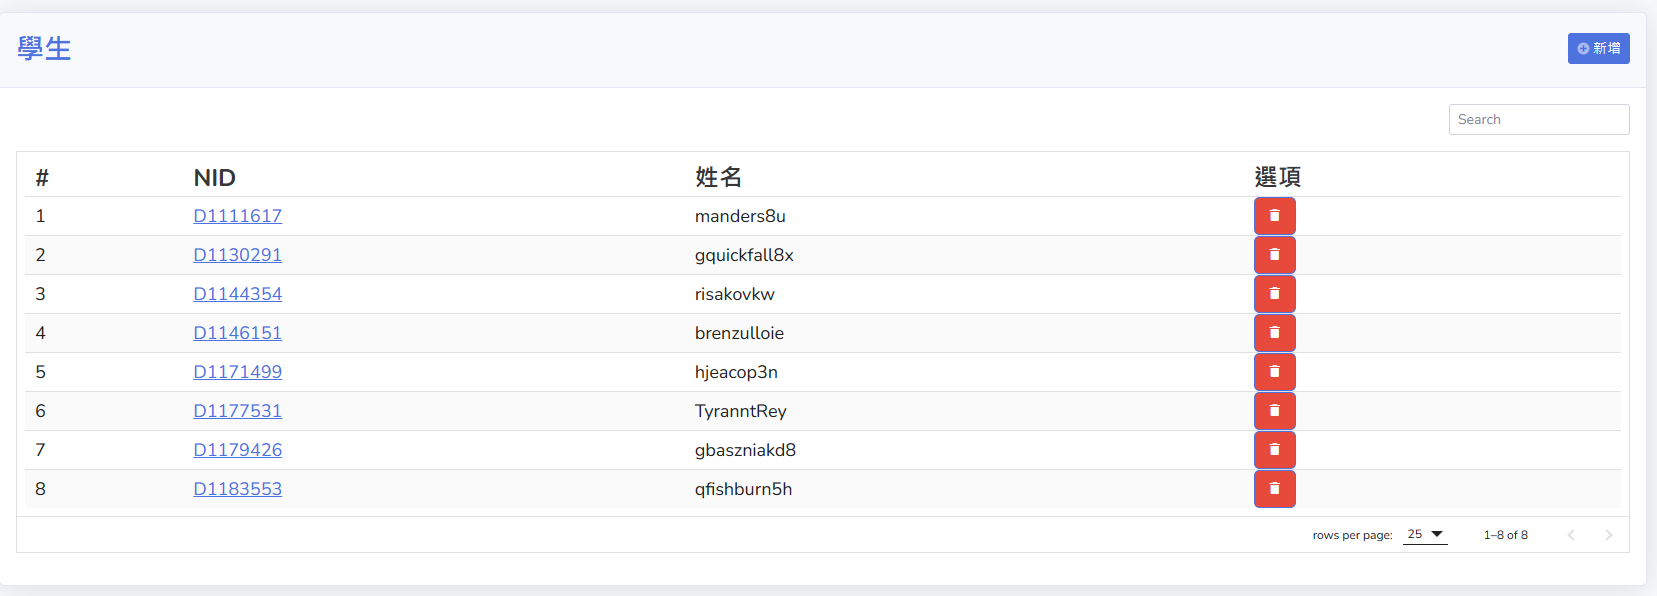 學生
新增
Search
# NID 姓名 選項
1 D1111617 manders8u
2 D1130291 gquickfall8x
3 D1144354 risakovkw
4 D1146151 brenzulloie
5 D1171499 hjeacop3n
6 D1177531 TyranntRey
7 D1179426 gbaszniakd8
8 D1183553 qfishburn5h
rows per page: 25 1–8 of 8